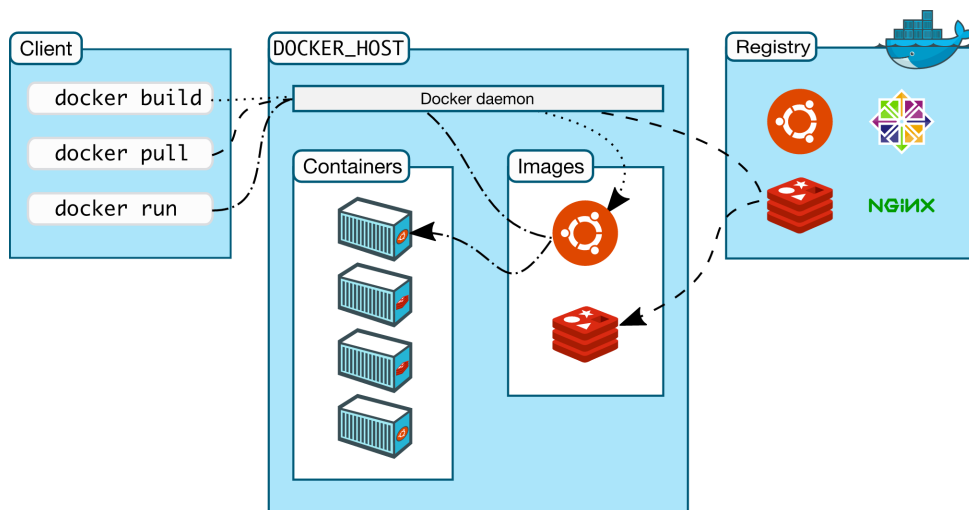 Client
docker build
docker pull
docker run
DOCKER_HOST
Docker daemon
Containers
Images
Registry
NGiNX